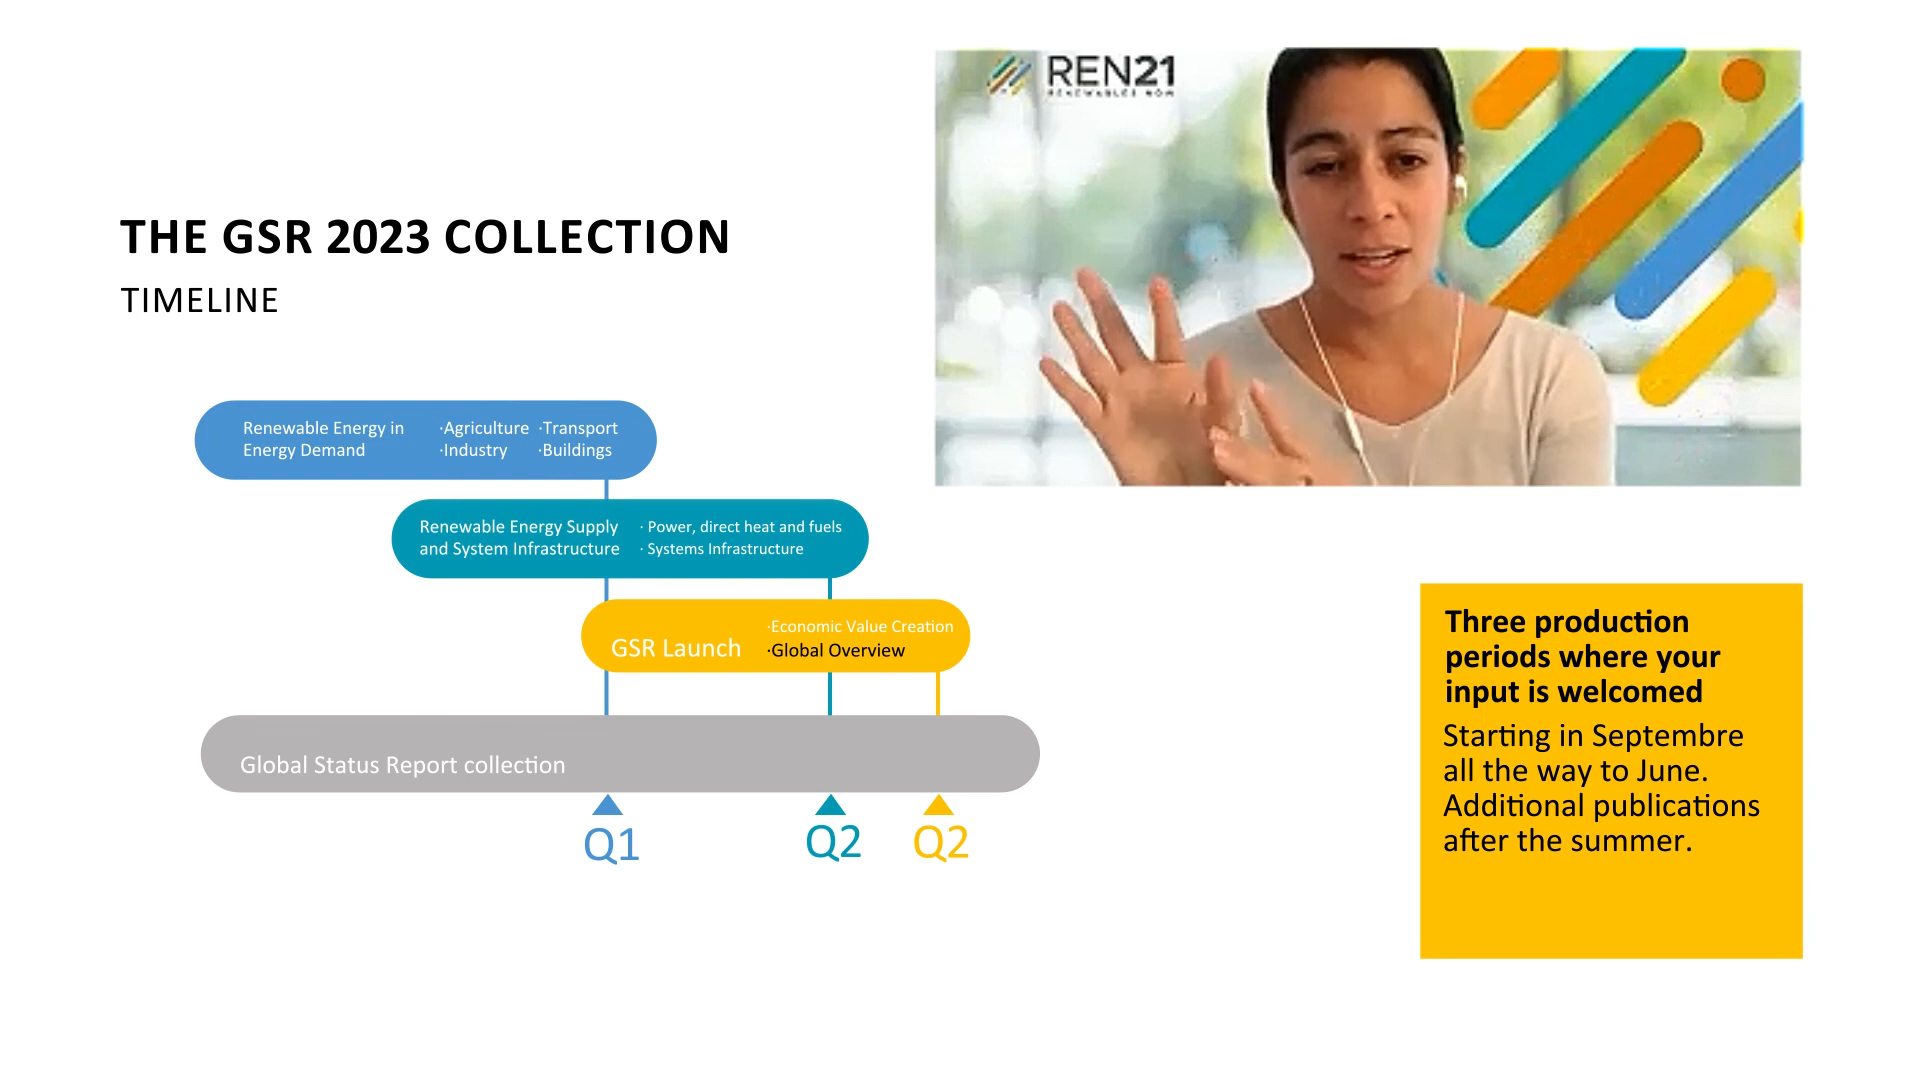 REN21
RENEWABLES NOW
THE GSR 2023 COLLECTION
TIMELINE
Renewable Energy in
Energy Demand
·Agriculture ·Transport
·Industry ·Buildings
Renewable Energy Supply
and System Infrastructure
· Power, direct heat and fuels
· Systems Infrastructure
GSR Launch
·Economic Value Creation
·Global Overview
Global Status Report collection
Q1
Q2
Q2
Three production
periods where your
input is welcomed
Starting in Septembre
all the way to June.
Additional publications
after the summer.